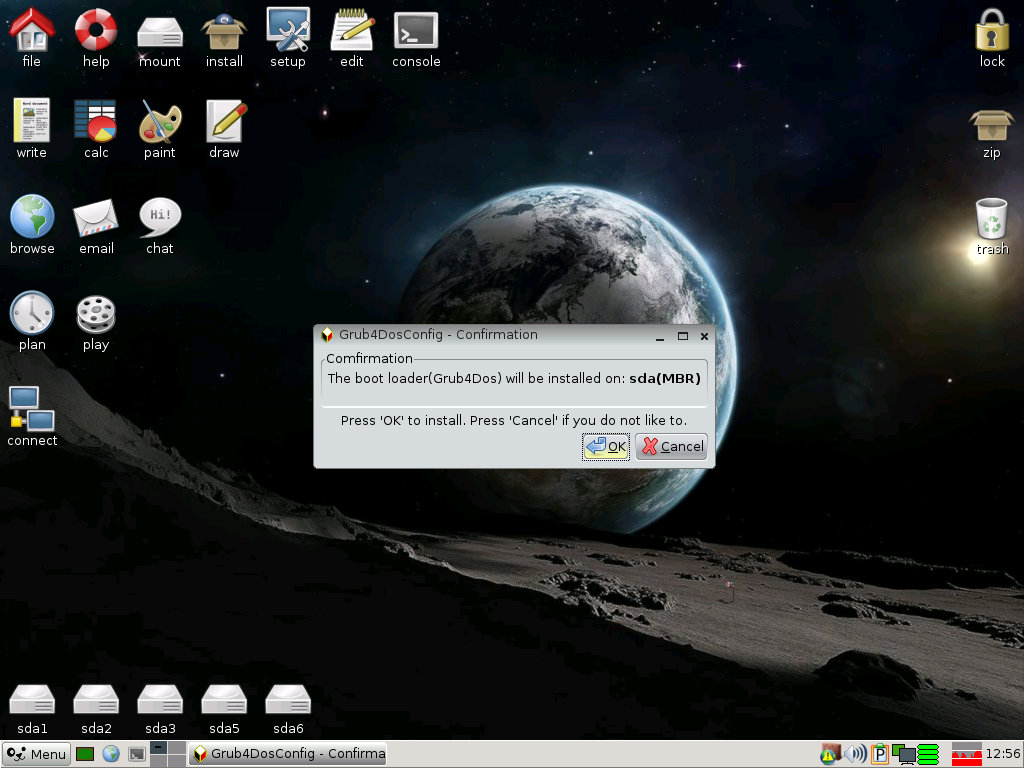 file
help
mount
install
setup
edit
console
lock
write
calc
paint
draw
zip
browse
email
Hi!
chat
trash
plan
play
connect
Grub4DosConfig - Confirmation
Comfirmation
The boot loader(Grub4Dos) will be installed on: sda(MBR)
Press 'OK' to install. Press 'Cancel' if you do not like to.
OK
Cancel
sda1
sda2
sda3
sda5
sda6
Menu
Grub4DosConfig - Confirma
P
12:56